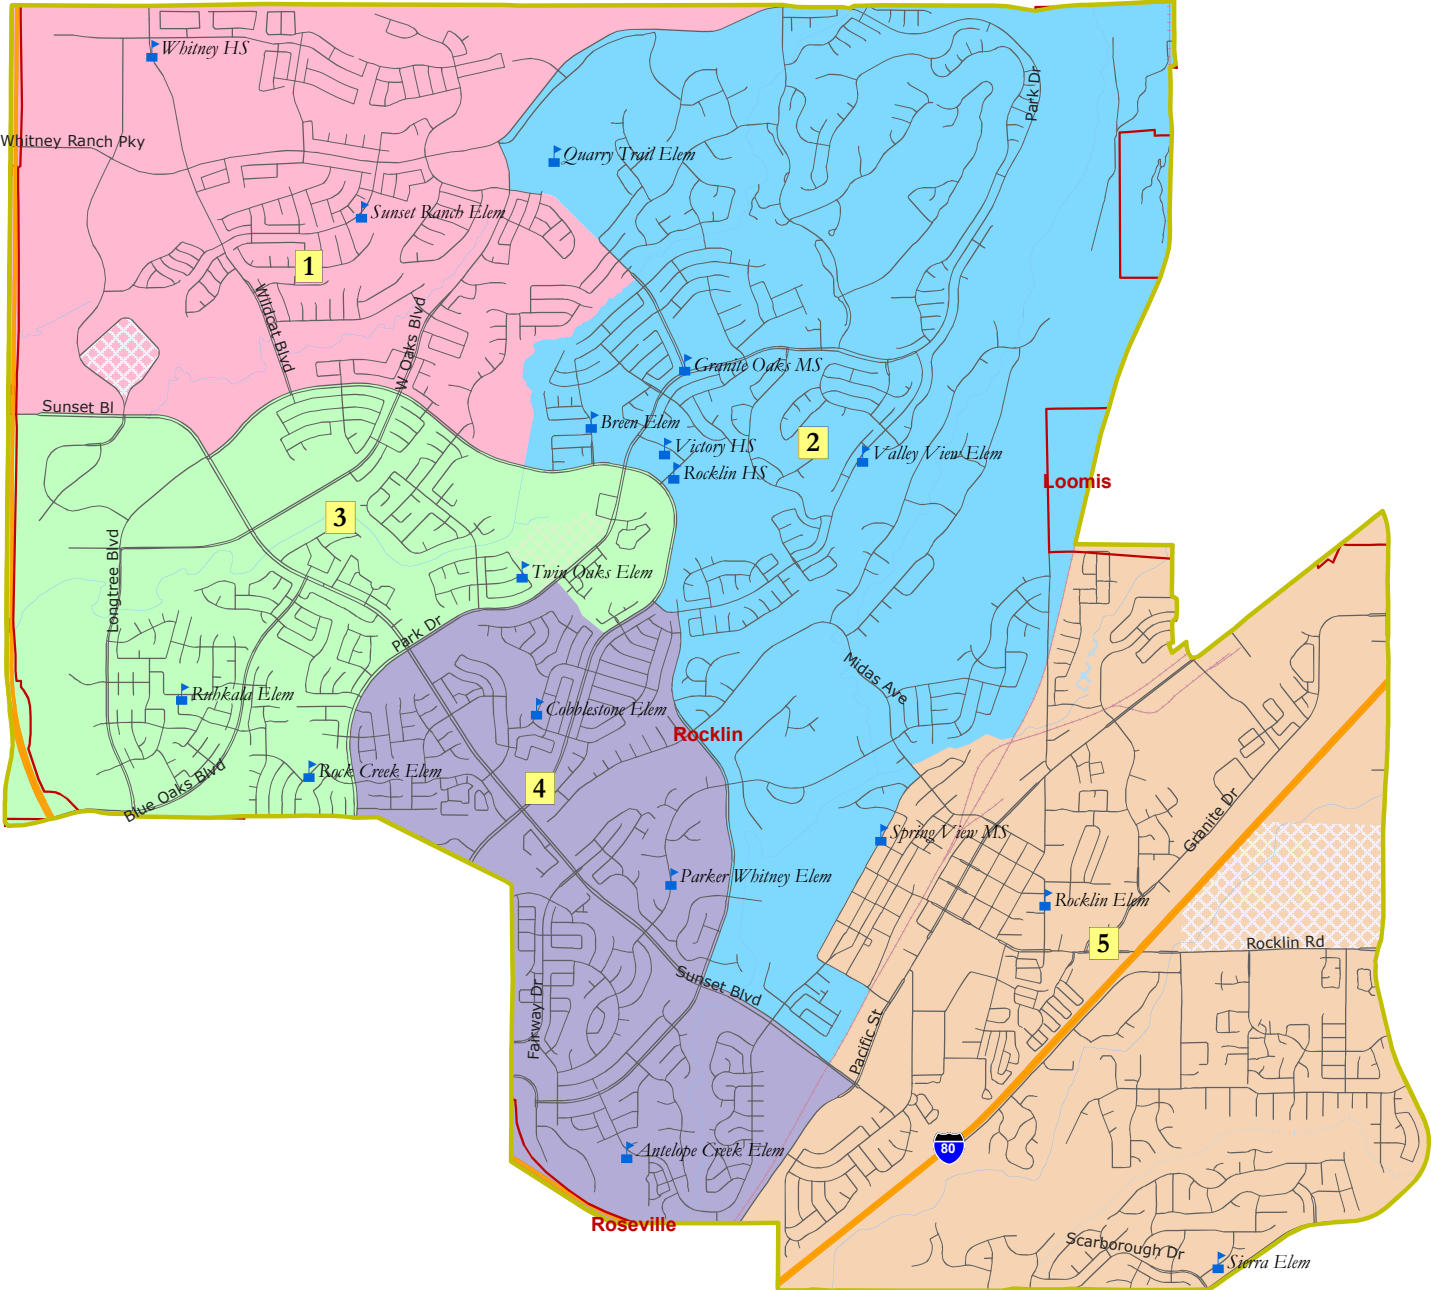 Whitney HS
Park Dr
Whitney Ranch Pky
Quarry Trail Elem
Sunset Ranch Elem
1
Wildcat Blvd
W Oaks Blvd
Granite Oaks MS
Sunset Bl
Breen Elem
Victory HS
2
Valley View Elem
Rocklin HS
Loomis
3
Longtree Blvd
Twin Oaks Elem
Park Dr
Midas Ave
Ruhkala Elem
Cobblestone Elem
Rocklin
Rock Creek Elem
Blue Oaks Blvd
4
Granite Dr
Spring View MS
Parker Whitney Elem
Rocklin Elem
5
Rocklin Rd
Sunset Blvd
Fairway Dr
Pacific St
80
Antelope Creek Elem
Roseville
Scarborough Dr
Sierra Elem